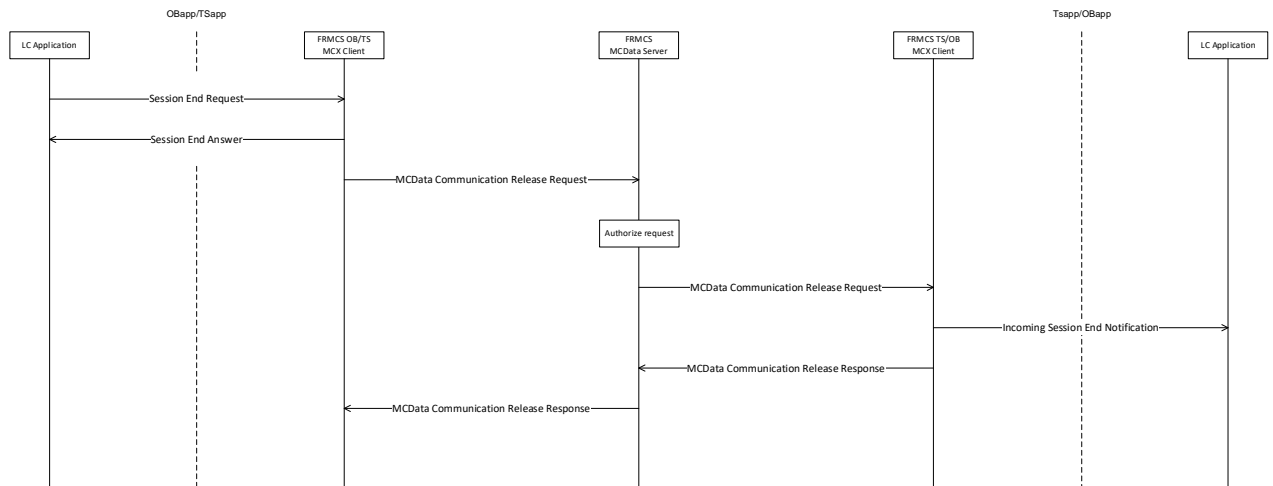 OBapp/TSapp
Tsapp/OBapp
LC Application
FRMCS OB/TS
MCX Client
FRMCS
MCData Server
FRMCS TS/OB
MCX Client
LC Application
Session End Request
Session End Answer
MCData Communication Release Request
Authorize request
MCData Communication Release Request
Incoming Session End Notification
MCData Communication Release Response
MCData Communication Release Response